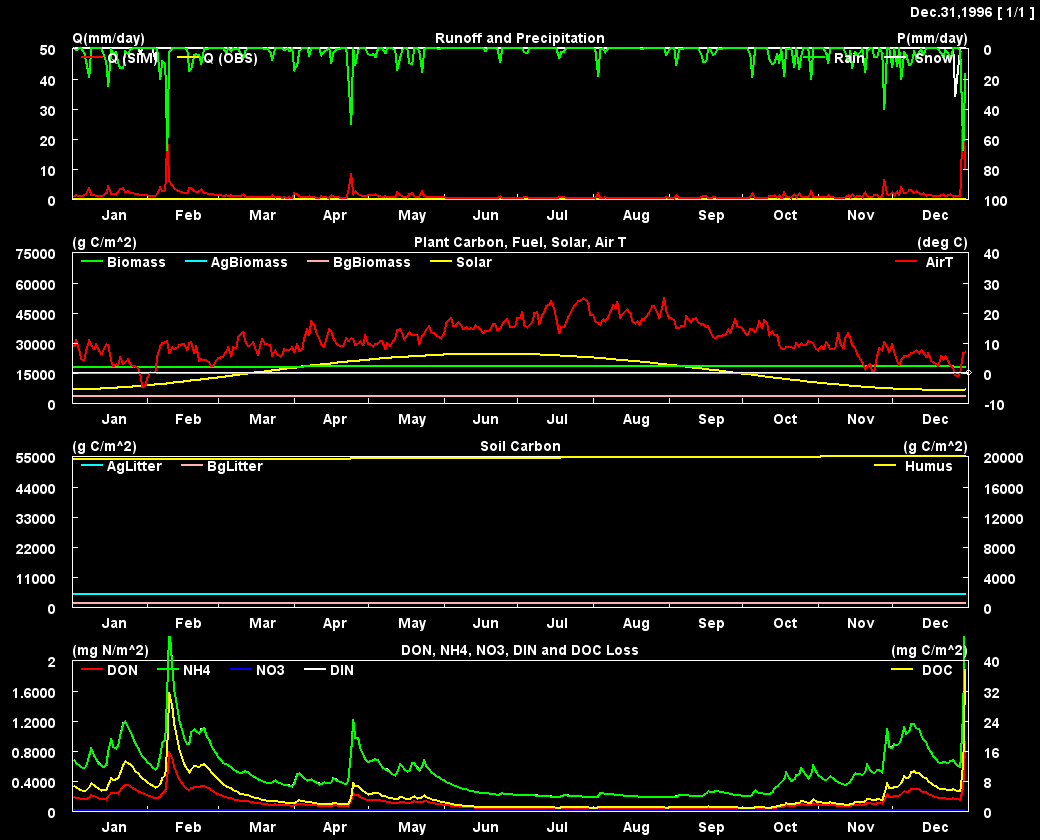 Dec.31,1996 [ 1/1 ]
Q(mm/day) Runoff and Precipitation P(mm/day)
Q (SIM) Q (OBS) Rain Snow
50 0
40 20
30 40
20 60
10 80
0 100
Jan Feb Mar Apr May Jun Jul Aug Sep Oct Nov Dec
(g C/m^2) Plant Carbon, Fuel, Solar, Air T (deg C)
75000 40
Biomass AgBiomass BgBiomass Solar AirT
60000 30
45000 20
30000 10
15000 0
0 -10
Jan Feb Mar Apr May Jun Jul Aug Sep Oct Nov Dec
(g C/m^2) Soil Carbon (g C/m^2)
55000 20000
AgLitter BgLitter Humus
44000 16000
33000 12000
22000 8000
11000 4000
0 0
Jan Feb Mar Apr May Jun Jul Aug Sep Oct Nov Dec
(mg N/m^2) DON, NH4, NO3, DIN and DOC Loss (mg C/m^2)
2 40
DON NH4 NO3 DIN DOC
1.6000 32
1.2000 24
0.8000 16
0.4000 8
0 0
Jan Feb Mar Apr May Jun Jul Aug Sep Oct Nov Dec